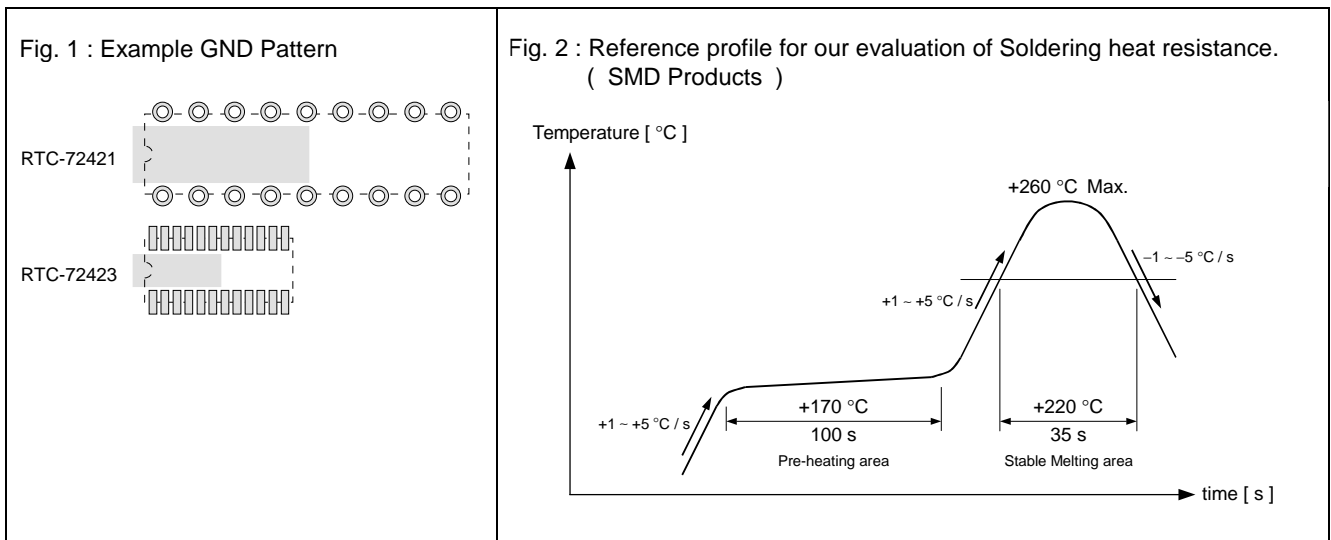 Fig. 1 : Example GND Pattern
RTC-72421
RTC-72423
Fig. 2 : Reference profile for our evaluation of Soldering heat resistance.
( SMD Products )
Temperature [ °C ]
+260 °C Max.
−1 ~ −5 °C / s
+1 ~ +5 °C / s
+1 ~ +5 °C / s
+170 °C
100 s
Pre-heating area
+220 °C
35 s
Stable Melting area
time [ s ]